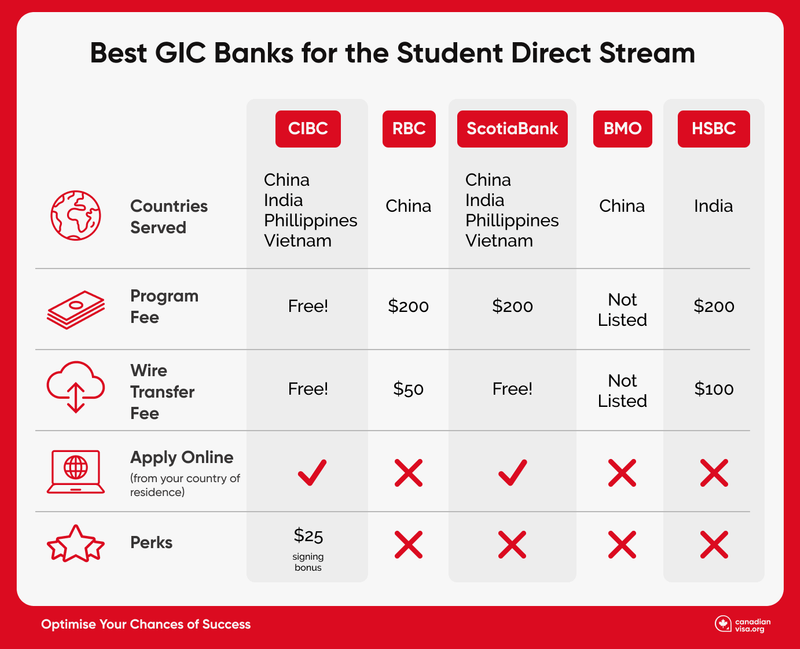 Best GIC Banks for the Student Direct Stream
CIBC
RBC
ScotiaBank
BMO
HSBC
Countries
Served
China
India
Phillippines
Vietnam
China
China
India
Phillippines
Vietnam
China
India
Program
Fee
Free!
$200
$200
Not
Listed
$200
Wire
Transfer
Fee
Free!
$50
Free!
Not
Listed
$100
Apply Online
(from your country of
residence)
Perks
$25
signing
bonus
Optimise Your Chances of Success
canadian
visa.org